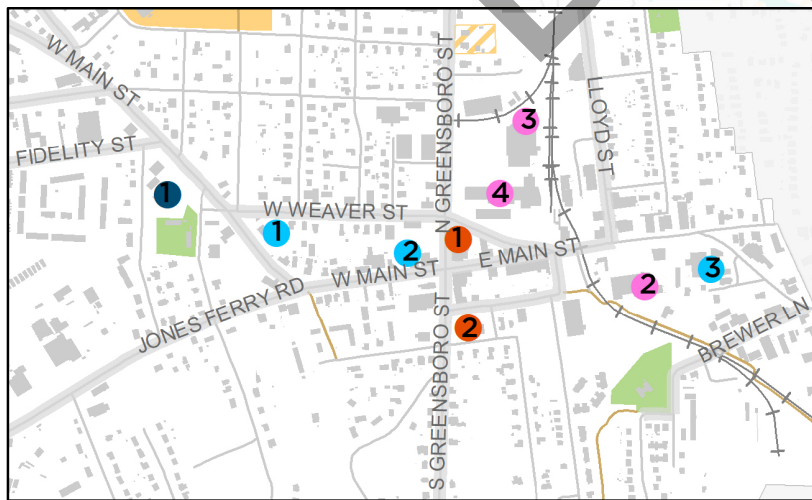 W MAIN ST
FIDELITY ST
N GREENSBORO ST
LLOYD ST
3
1
4
W WEAVER ST
1
2
1
E MAIN ST
W MAIN ST
2
3
JONES FERRY RD
2
BREWER LN
S GREENSBORO ST